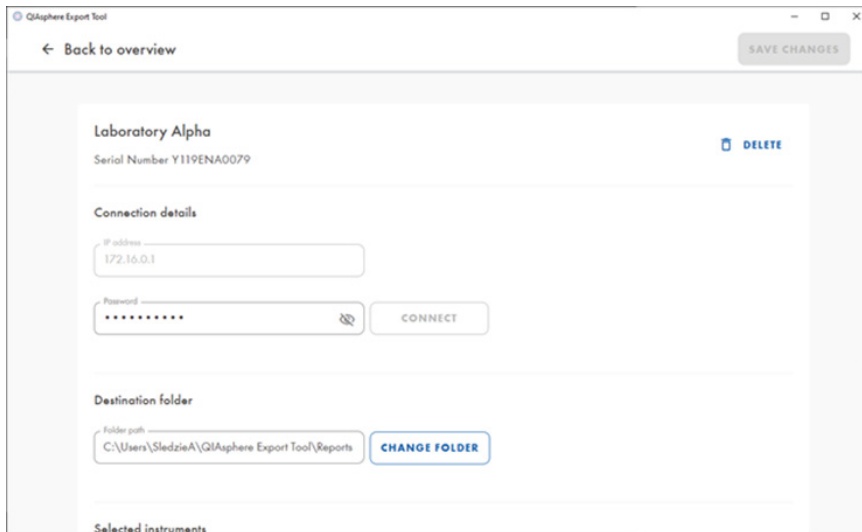 QIAsphere Export Tool
Back to overview
SAVE CHANGES
Laboratory Alpha
DELETE
Serial Number Y119ENA0079
Connection details
IP address
172.16.0.1
Password
CONNECT
Destination folder
Folder path
C:\Users\SledzieA\QIAsphere Export Tool\Reports
CHANGE FOLDER
Selected instruments